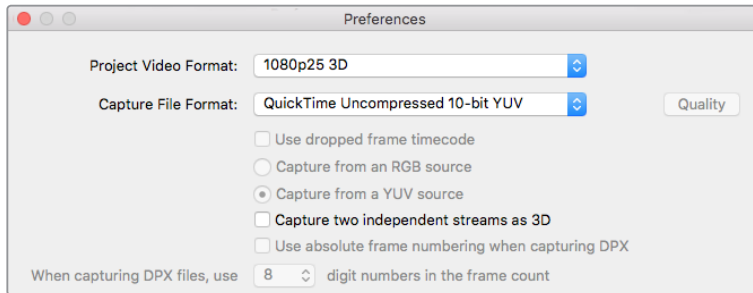 Preferences
Project Video Format: 1080p25 3D
Capture File Format: QuickTime Uncompressed 10-bit YUV Quality
Use dropped frame timecode
Capture from an RGB source
Capture from a YUV source
Capture two independent streams as 3D
Use absolute frame numbering when capturing DPX
When capturing DPX files, use 8 digit numbers in the frame count